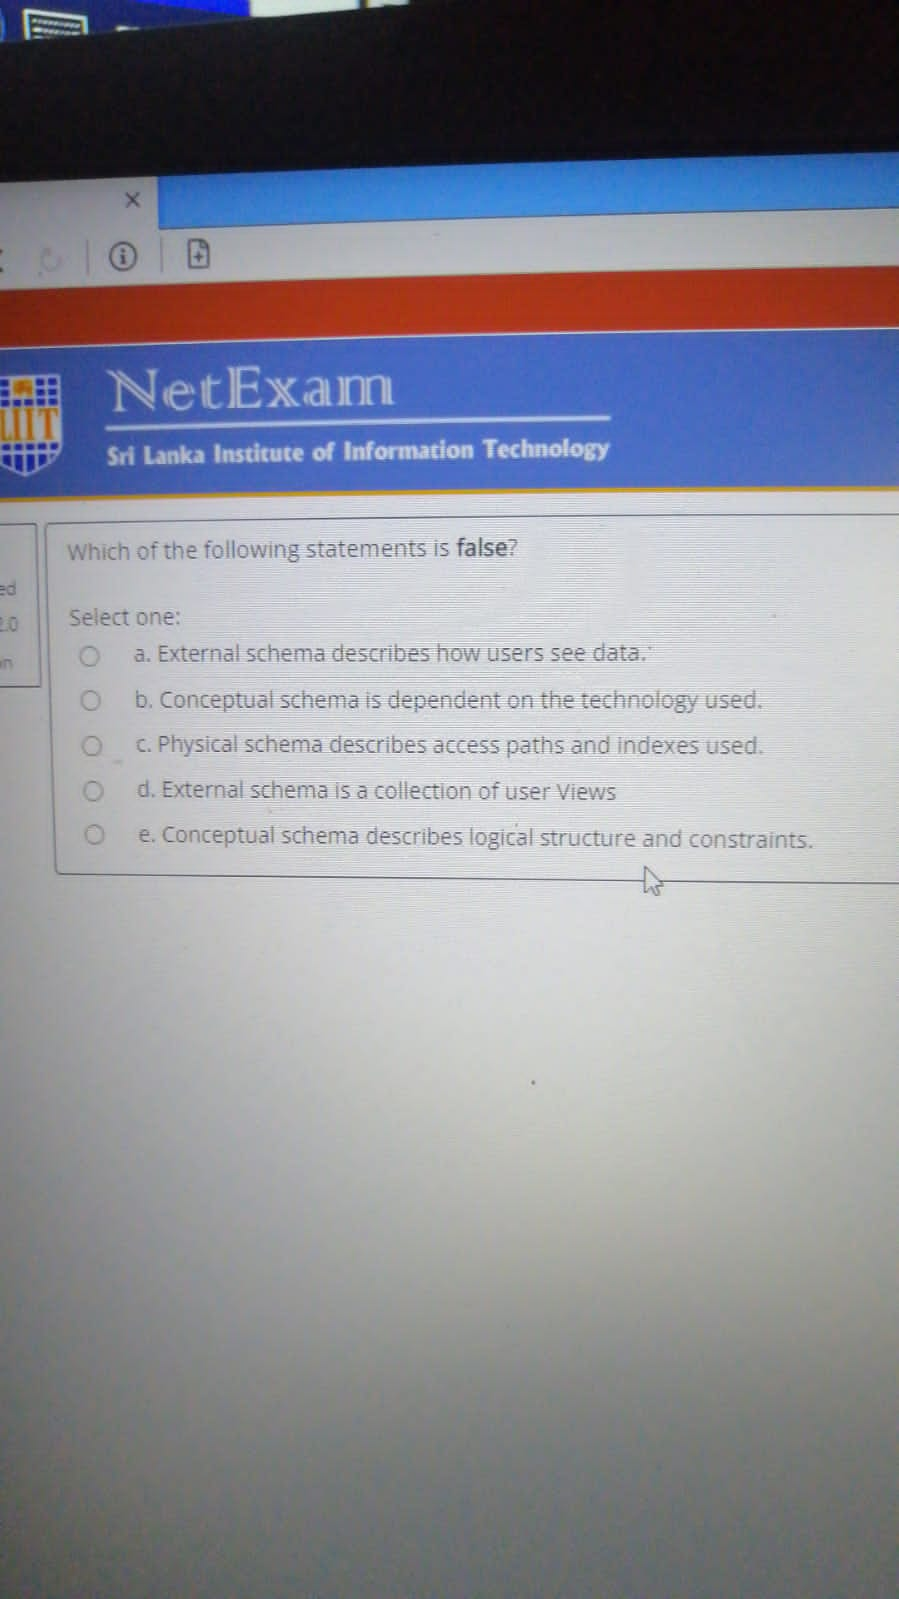 NetExam
LIIT
Sri Lanka Institute of Information Technology
ed
2.0
Which of the following statements is false?
Select one:
a. External schema describes how users see data.
b. Conceptual schema is dependent on the technology used.
c. Physical schema describes access paths and indexes used.
d. External schema is a collection of user Views
e. Conceptual schema describes logical structure and constraints.